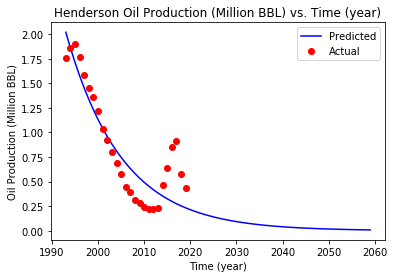 Henderson Oil Production (Million BBL) vs. Time (year)
Predicted
Actual
Oil Production (Million BBL)
2.00
1.75
1.50
1.25
1.00
0.75
0.50
0.25
0.00
1990 2000 2010 2020 2030 2040 2050 2060
Time (year)